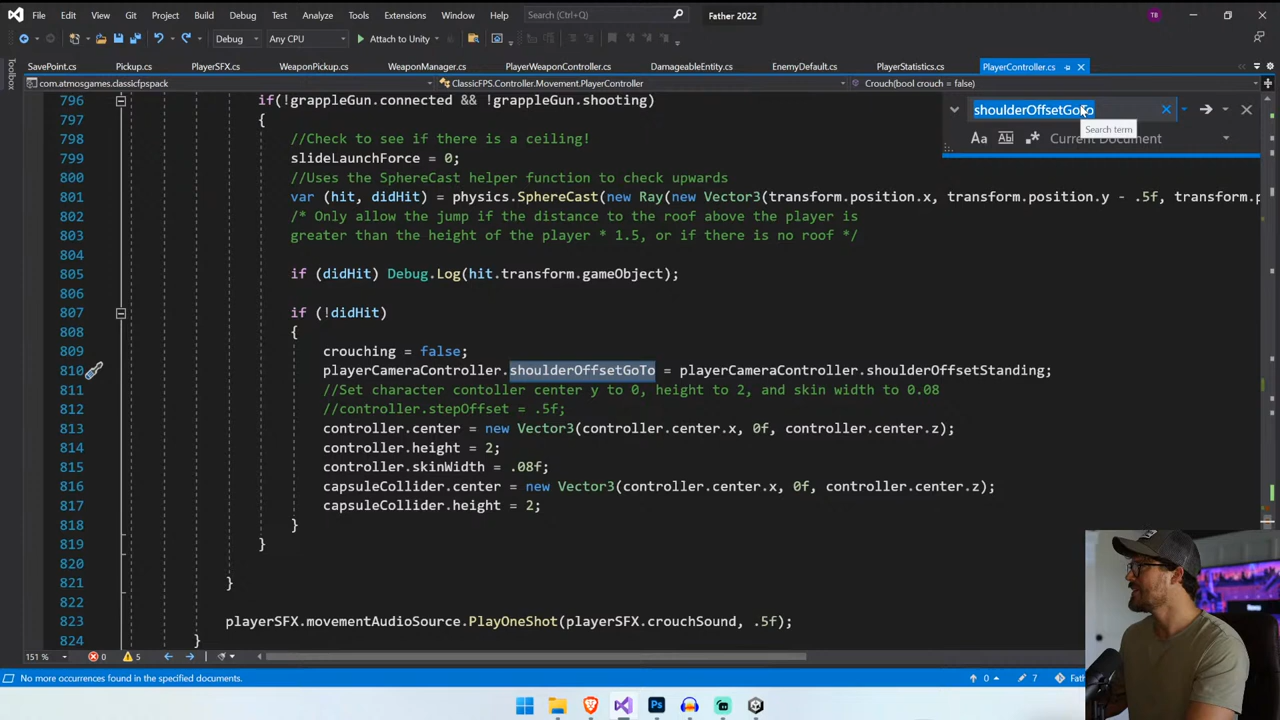 File Edit View Git Project Build Debug Test Analyze Tools Extensions Window Help Search (Ctrl+Q) Father 2022 TB
Debug Any CPU Attach to Unity
SavePoint.cs Pickup.cs PlayerSFX.cs WeaponPickup.cs WeaponManager.cs PlayerWeaponController.cs DamageableEntity.cs EnemyDefault.cs PlayerStatistics.cs PlayerController.cs
Toolbox
com.atmosgames.classicfpspack ClassicFPS.Controller.Movement.PlayerController Crouch(bool crouch = false)
shoulderOffsetGoTo
Search term
Aa Ab Current Document
796 if(!grappleGun.connected && !grappleGun.shooting)
797 {
798 //Check to see if there is a ceiling!
799 slideLaunchForce = 0;
800 //Uses the SphereCast helper function to check upwards
801 var (hit, didHit) = physics.SphereCast(new Ray(new Vector3(transform.position.x, transform.position.y - .5f, transform.p
802 /* Only allow the jump if the distance to the roof above the player is
803 greater than the height of the player * 1.5, or if there is no roof */
804
805 if (didHit) Debug.Log(hit.transform.gameObject);
806
807 if (!didHit)
808 {
809 crouching = false;
810 playerCameraController.shoulderOffsetGoTo = playerCameraController.shoulderOffsetStanding;
811 //Set character contoller center y to 0, height to 2, and skin width to 0.08
812 //controller.stepOffset = .5f;
813 controller.center = new Vector3(controller.center.x, 0f, controller.center.z);
814 controller.height = 2;
815 controller.skinWidth = .08f;
816 capsuleCollider.center = new Vector3(controller.center.x, 0f, controller.center.z);
817 capsuleCollider.height = 2;
818 }
819 }
820
821 }
822
823 playerSFX.movementAudioSource.PlayOneShot(playerSFX.crouchSound, .5f);
824 }
151 % 0 5
No more occurrences found in the specified documents. 0 7 Fath